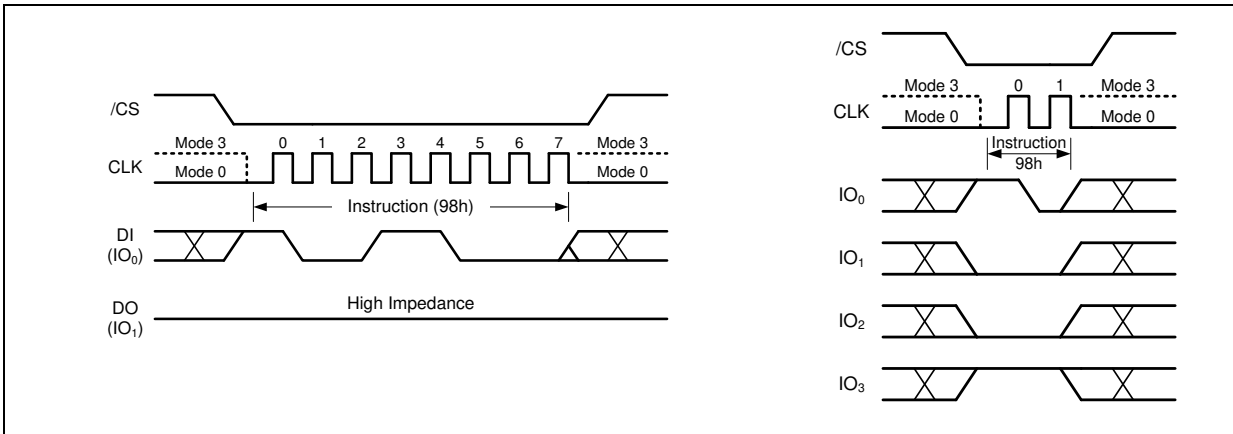 /CS
Mode 3 0 1 2 3 4 5 6 7 Mode 3
CLK
Mode 0 Mode 0
Instruction (98h)
DI
(IO0)
High Impedance
DO
(IO1)
/CS
Mode 3 0 1 Mode 3
CLK
Mode 0 Mode 0
Instruction
98h
IO0
IO1
IO2
IO3